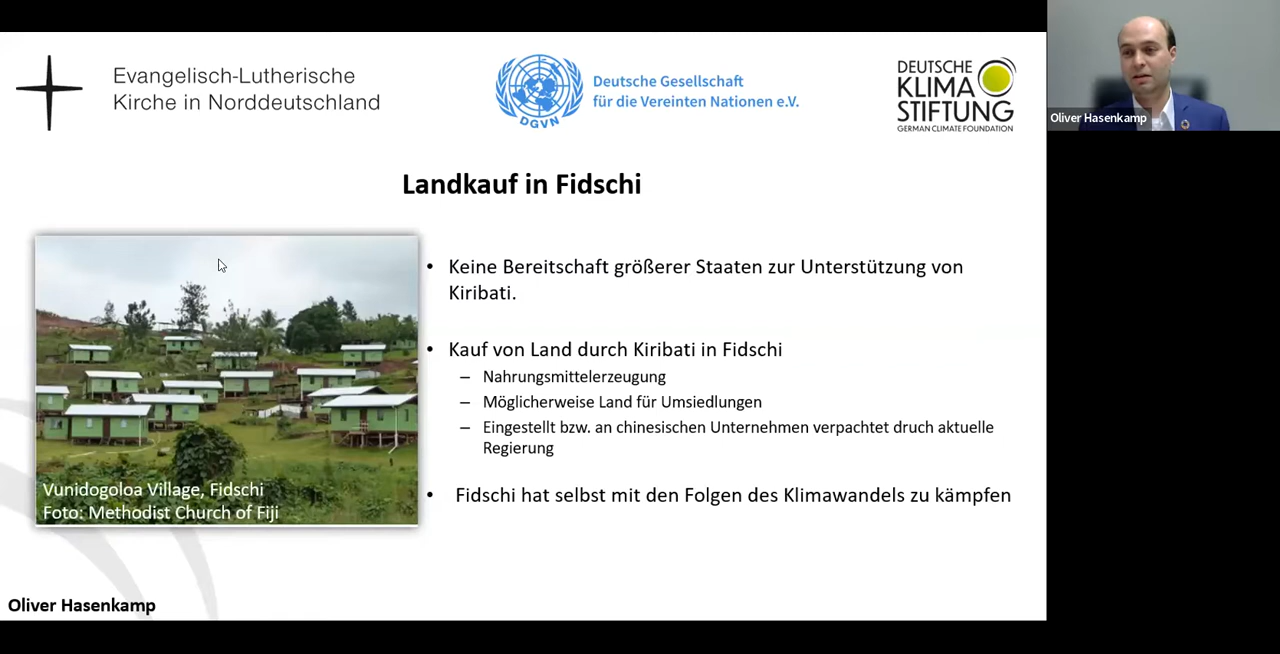 Evangelisch-Lutherische
Kirche in Norddeutschland
DGVN
Deutsche Gesellschaft
für die Vereinten Nationen e.V.
DEUTSCHE
KLIMA
STIFTUNG
GERMAN CLIMATE FOUNDATION
Oliver Hasenkamp
Landkauf in Fidschi
• Keine Bereitschaft größerer Staaten zur Unterstützung von
Kiribati.
• Kauf von Land durch Kiribati in Fidschi
– Nahrungsmittelerzeugung
– Möglicherweise Land für Umsiedlungen
– Eingestellt bzw. an chinesischen Unternehmen verpachtet druch aktuelle
Regierung
• Fidschi hat selbst mit den Folgen des Klimawandels zu kämpfen
Vunidogoloa Village, Fidschi
Foto: Methodist Church of Fiji
Oliver Hasenkamp